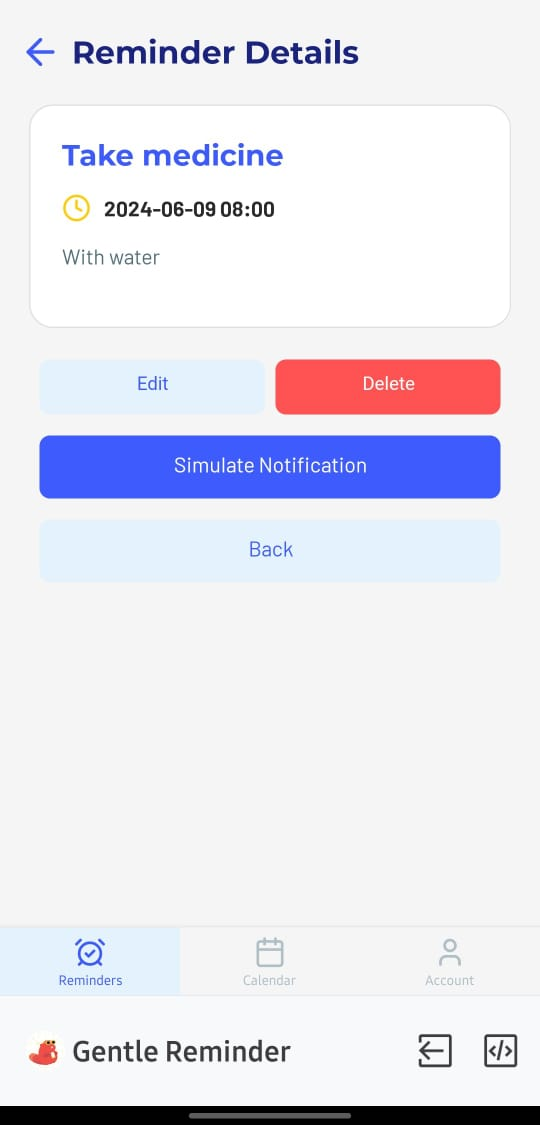 Reminder Details
Take medicine
2024-06-09 08:00
With water
Edit
Delete
Simulate Notification
Back
Reminders
Calendar
Account
Gentle Reminder